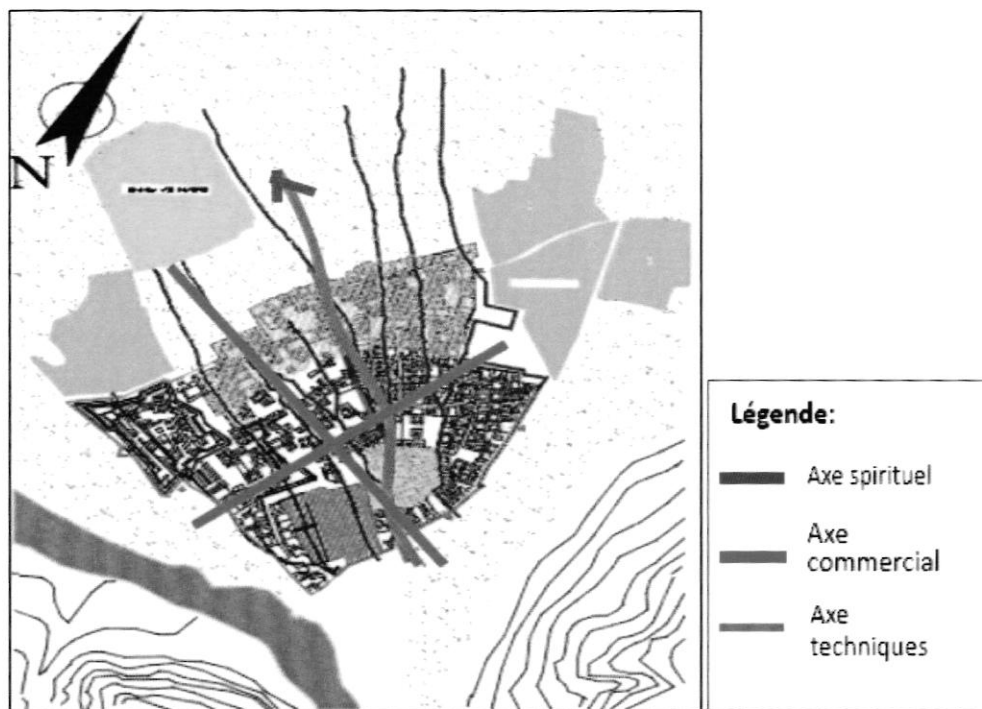 N
Légende:
Axe spirituel
Axe
commercial
Axe
techniques